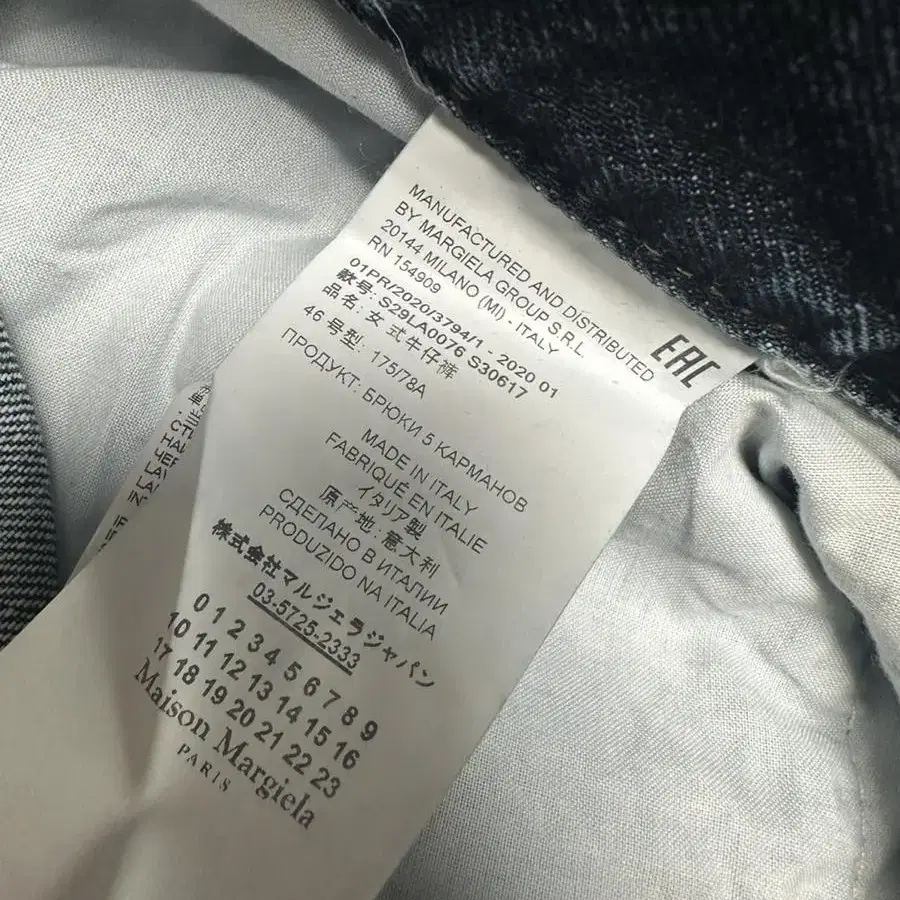 MANUFACTURED AND DISTRIBUTED
BY MARGIELA GROUP S.R.L
20144 MILANO (MI) - ITALY
RN 154909
EAC
01PR/2020/3794/1 - 2020 01
款号: S29LA0076 S30617
品名: 女 式牛仔裤
46 号型: 175/78A
ПРОДУКТ: БРЮКИ 5 КАРМАНОВ
MADE IN ITALY
FABRIQUÉ EN ITALIE
イタリア製
原产地: 意大利
СДЕЛАНО В ИТАЛИИ
PRODUZIDO NA ITALIA
株式会社マルジェラジャパン
03-5725-2333
0 1 2 3 4 5 6 7 8 9
10 11 12 13 14 15 16
17 18 19 20 21 22 23
Maison Margiela
PARIS